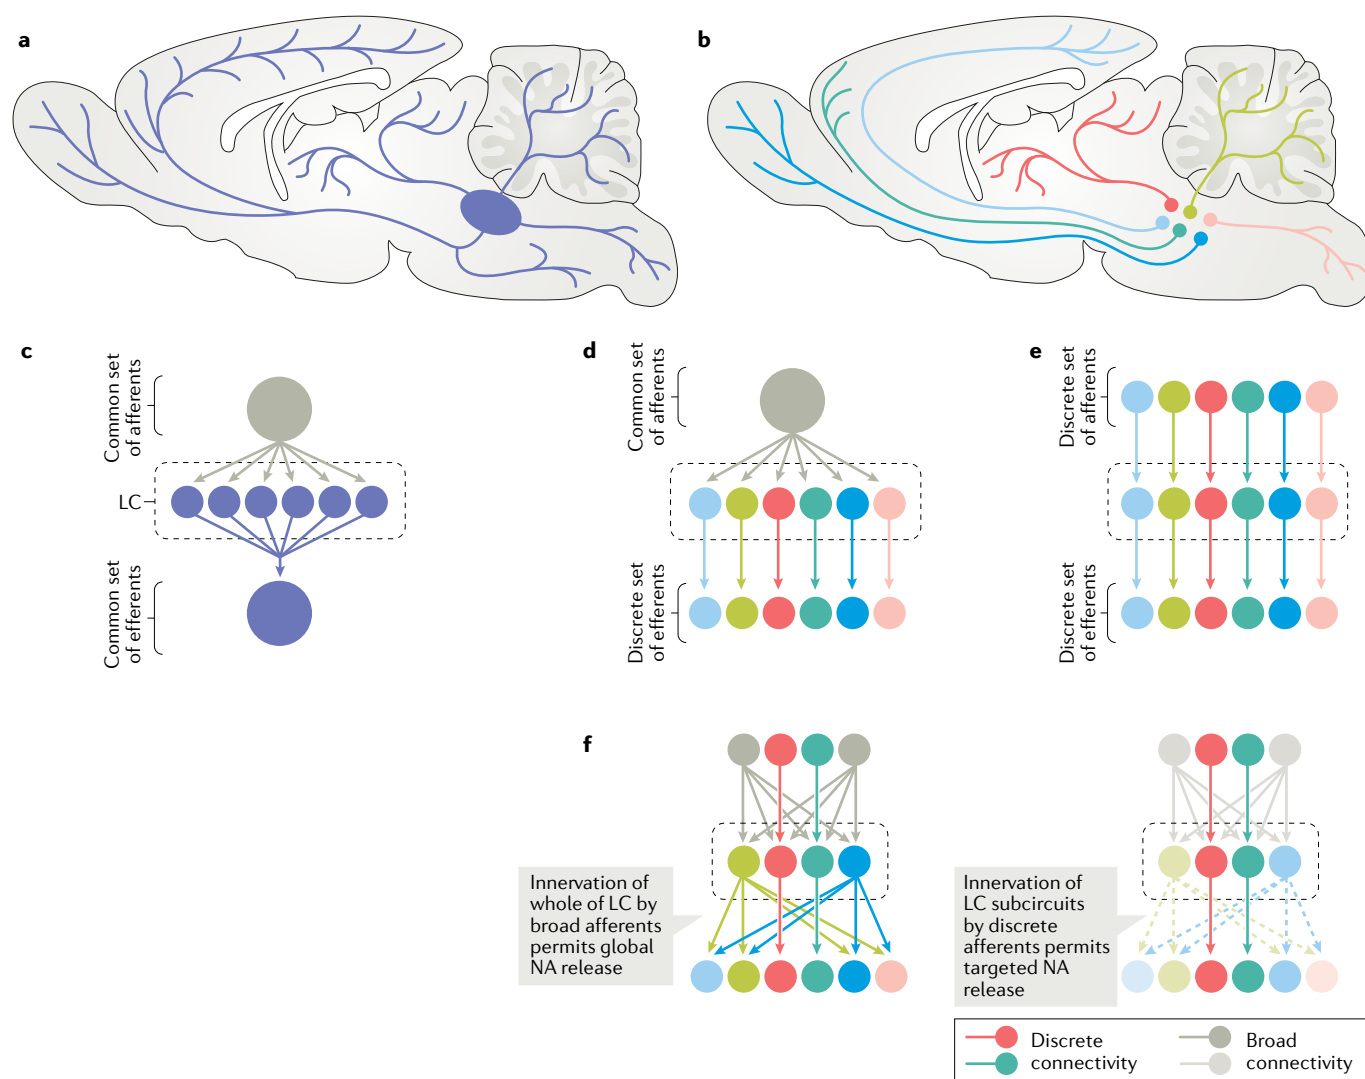 a
b
c
Common set
of afferents
LC
Common set
of efferents
d
Common set
of afferents
Discrete set
of efferents
e
Discrete set
of afferents
Discrete set
of efferents
f
Innervation of
whole of LC by
broad afferents
permits global
NA release
Innervation of
LC subcircuits
by discrete
afferents permits
targeted NA
release
Discrete
connectivity
Broad
connectivity